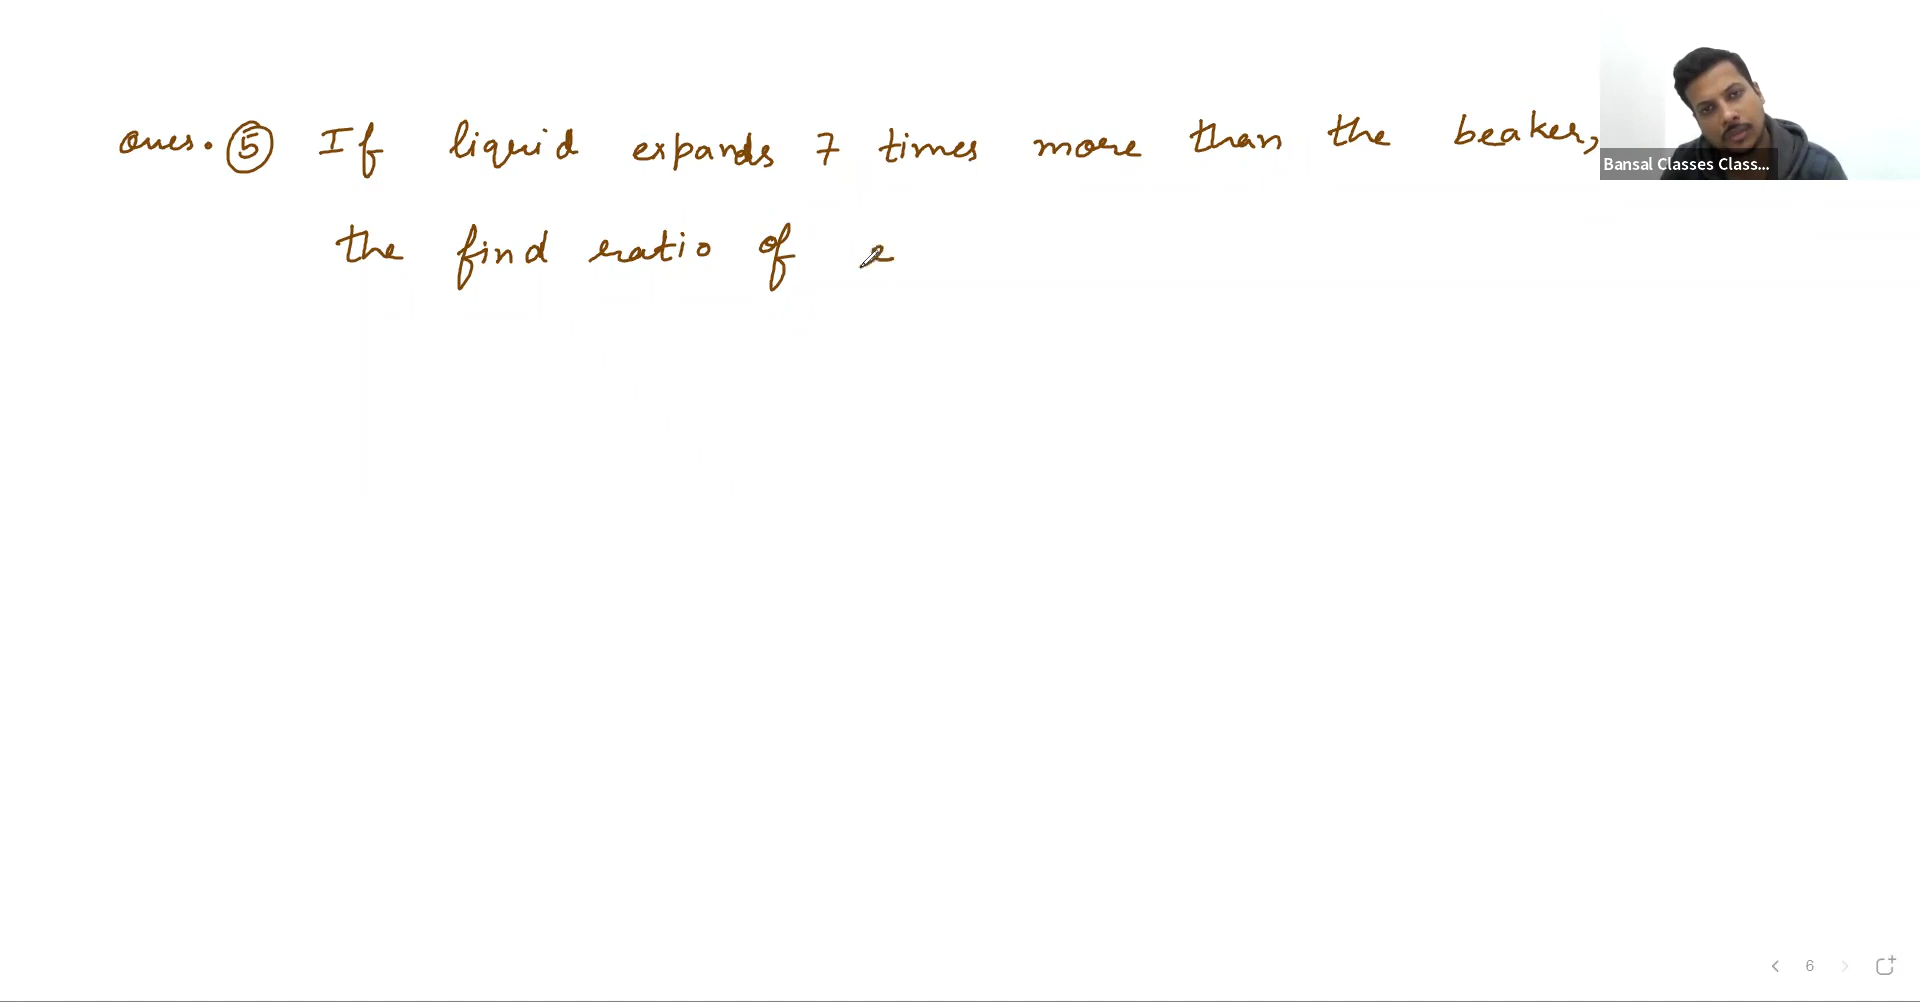 Ques. ⑤ If liquid expands 7 times more than the beaker,
the find ratio of
Bansal Classes Class...
6